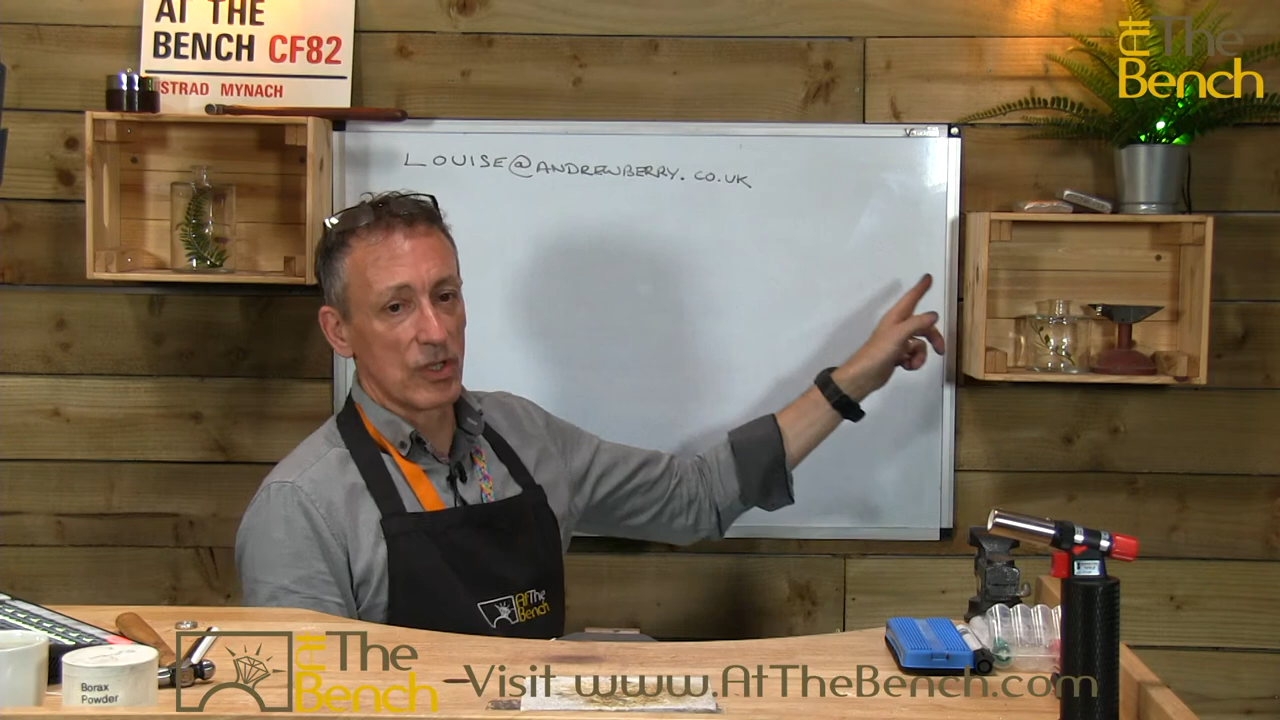 AT THE
BENCH CF82
YSTRAD MYNACH
At The
Bench
LOUISE@ANDREWBERRY.CO.UK
At The
Bench
Borax
Powder
At The
Bench
Visit www.AtTheBench.com